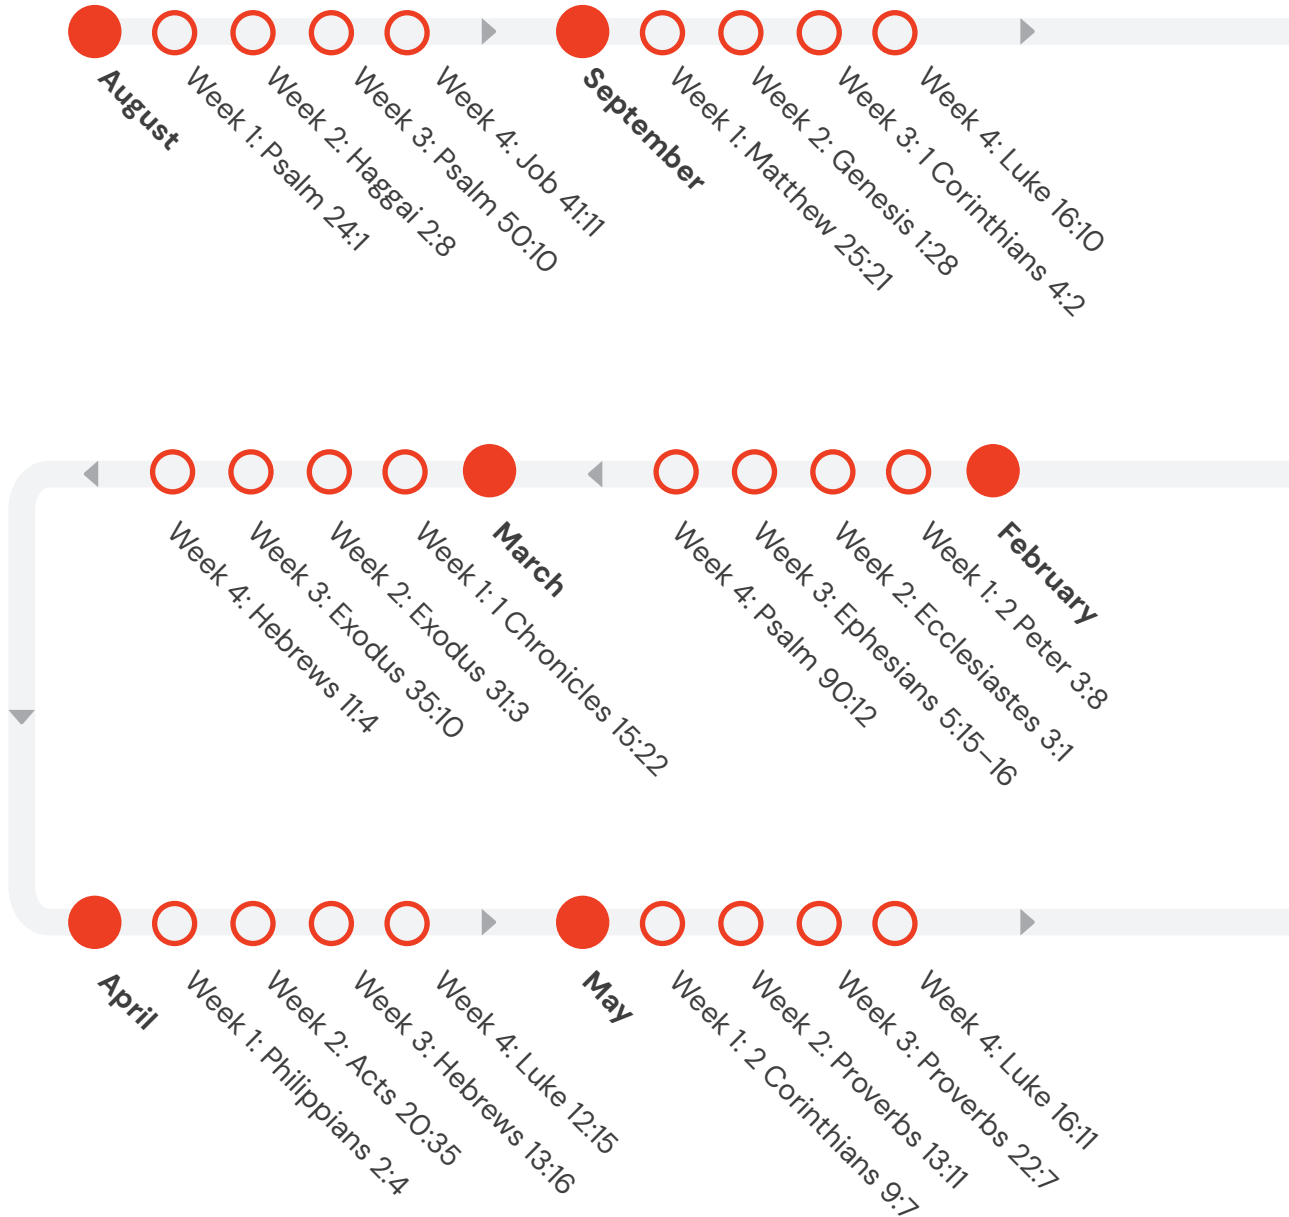 August
Week 1: Psalm 24:1
Week 2: Haggai 2:8
Week 3: Psalm 50:10
Week 4: Job 41:11
September
Week 1: Matthew 25:21
Week 2: Genesis 1:28
Week 3: 1 Corinthians 4:2
Week 4: Luke 16:10
February
Week 1: 2 Peter 3:8
Week 2: Ecclesiastes 3:1
Week 3: Ephesians 5:15–16
Week 4: Psalm 90:12
March
Week 1: 1 Chronicles 15:22
Week 2: Exodus 31:3
Week 3: Exodus 35:10
Week 4: Hebrews 11:4
April
Week 1: Philippians 2:4
Week 2: Acts 20:35
Week 3: Hebrews 13:16
Week 4: Luke 12:15
May
Week 1: 2 Corinthians 9:7
Week 2: Proverbs 13:11
Week 3: Proverbs 22:7
Week 4: Luke 16:11